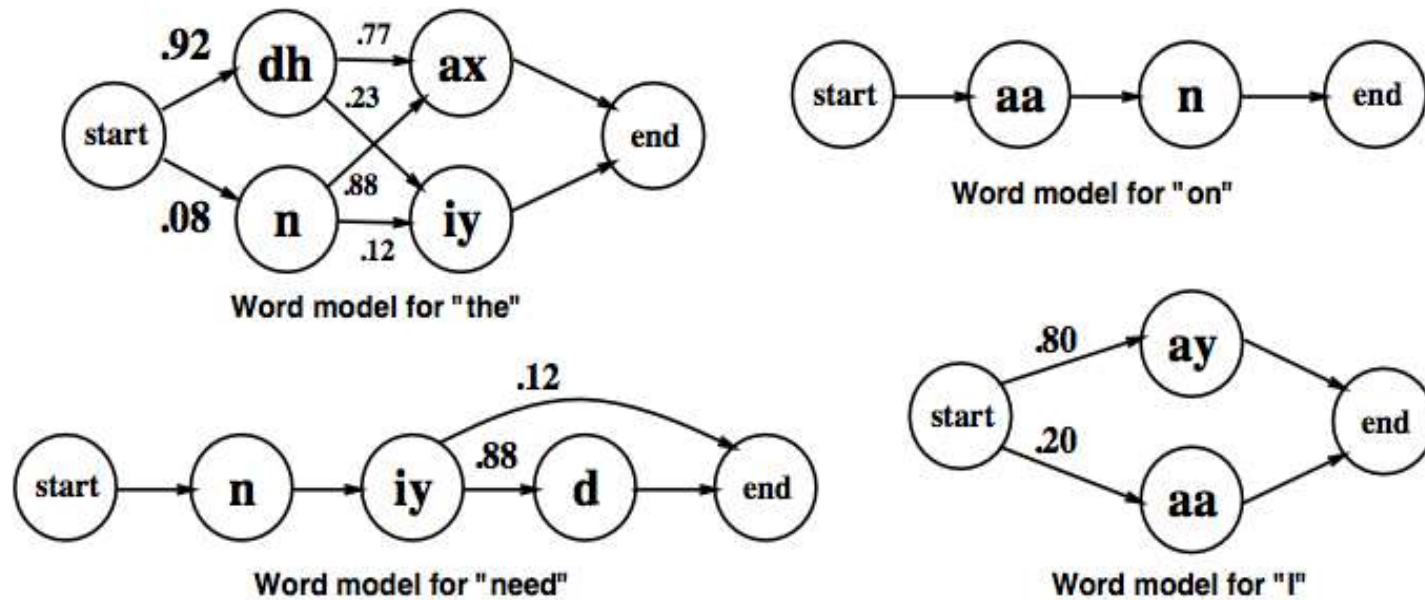 .92
dh
.77
ax
.23
start
end
.08
n
.88
iy
.12
Word model for "the"
start
aa
n
end
Word model for "on"
start
n
iy
.12
.88
d
end
Word model for "need"
start
.80
ay
.20
aa
end
Word model for "I"